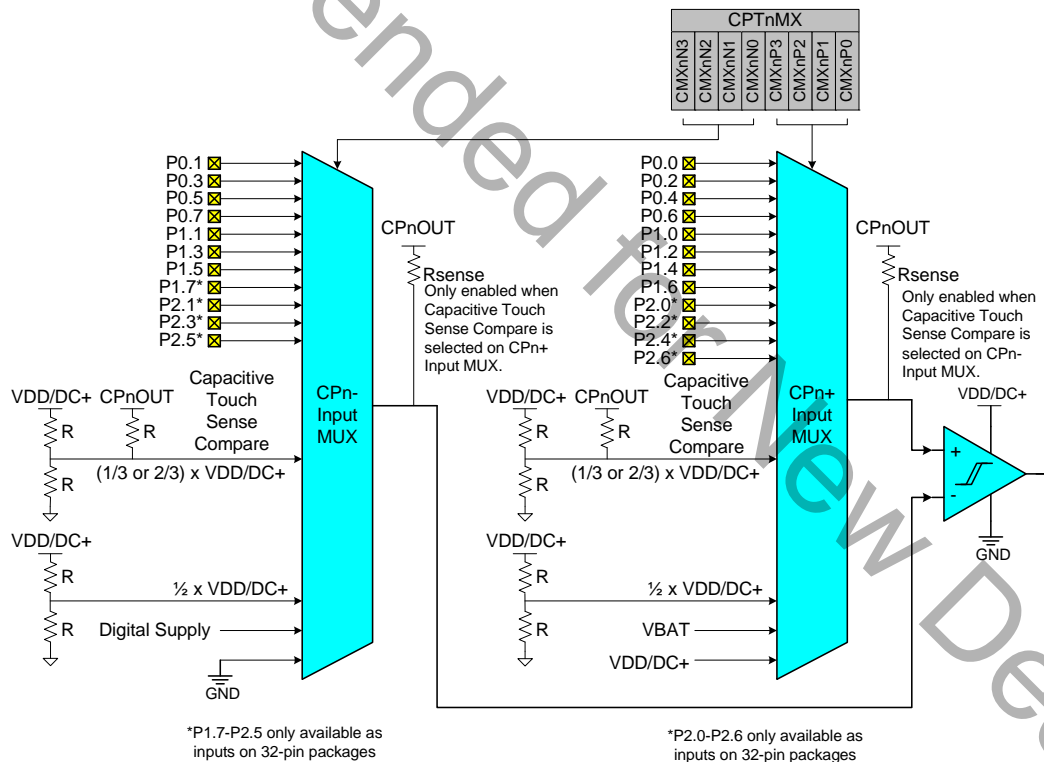 CPTnMX
CMXnN3
CMXnN2
CMXnN1
CMXnN0
CMXnP3
CMXnP2
CMXnP1
CMXnP0
P0.1
P0.3
P0.5
P0.7
P1.1
P1.3
P1.5
P1.7*
P2.1*
P2.3*
P2.5*
CPnOUT
Rsense
Only enabled when
Capacitive Touch
Sense Compare is
selected on CPn+
Input MUX.
VDD/DC+
CPnOUT
R
R
R
Capacitive
Touch
Sense
Compare
(1/3 or 2/3) x VDD/DC+
CPn-
Input
MUX
VDD/DC+
R
R
½ x VDD/DC+
Digital Supply
GND
*P1.7-P2.5 only available as
inputs on 32-pin packages
P0.0
P0.2
P0.4
P0.6
P1.0
P1.2
P1.4
P1.6
P2.0*
P2.2*
P2.4*
P2.6*
CPnOUT
Rsense
Only enabled when
Capacitive Touch
Sense Compare is
selected on CPn-
Input MUX.
VDD/DC+
CPnOUT
R
R
R
Capacitive
Touch
Sense
Compare
(1/3 or 2/3) x VDD/DC+
CPn+
Input
MUX
VDD/DC+
+
-
GND
VDD/DC+
R
R
½ x VDD/DC+
VBAT
VDD/DC+
*P2.0-P2.6 only available as
inputs on 32-pin packages
for New